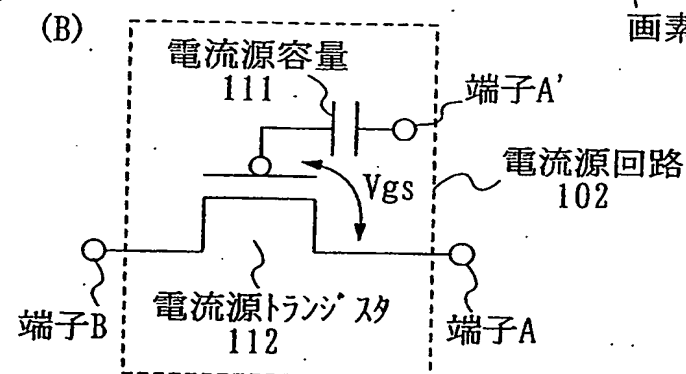 (B)
画素
電流源容量
111
端子A'
Vgs
電流源回路
102
端子B
電流源トランジスタ
112
端子A